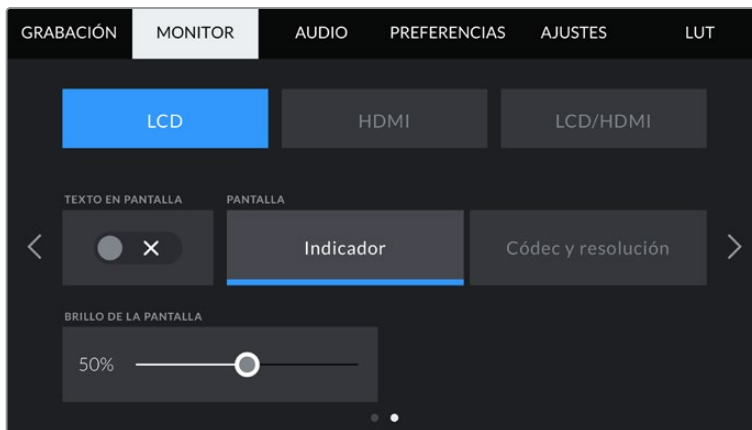 GRABACIÓN MONITOR AUDIO PREFERENCIAS AJUSTES LUT
LCD HDMI LCD/HDMI
TEXTO EN PANTALLA PANTALLA
Indicador Códec y resolución
BRILLO DE LA PANTALLA
50%